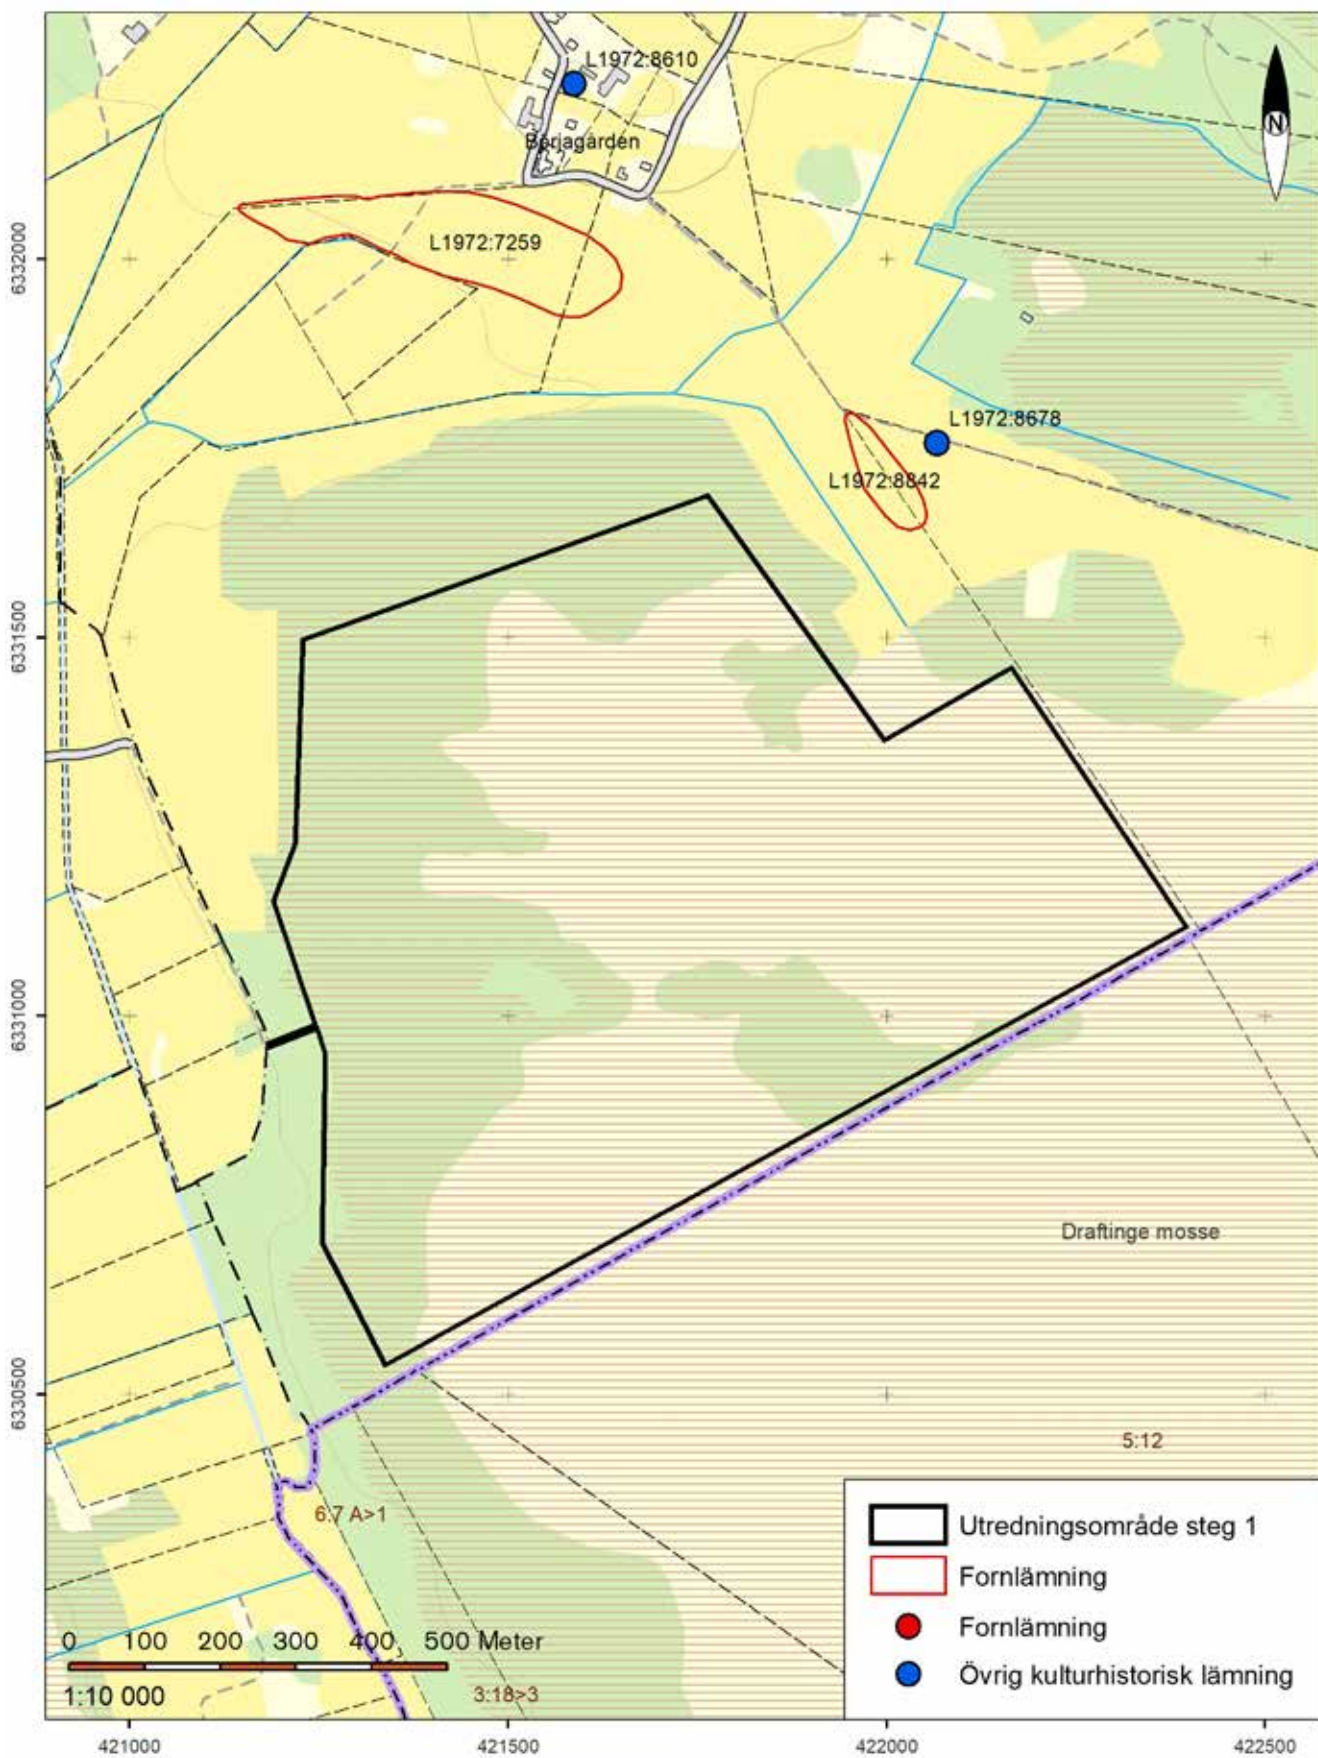 L1972:8610
N
Börjagården
L1972:7259
6332000
L1972:8678
L1972:8842
6331500
6331000
Draftinge mosse
6330500
5:12
6:7 A>1
Utredningsområde steg 1
Fornlämning
Fornlämning
Övrig kulturhistorisk lämning
0 100 200 300 400 500 Meter
1:10 000
3:18>3
421000 421500 422000 422500